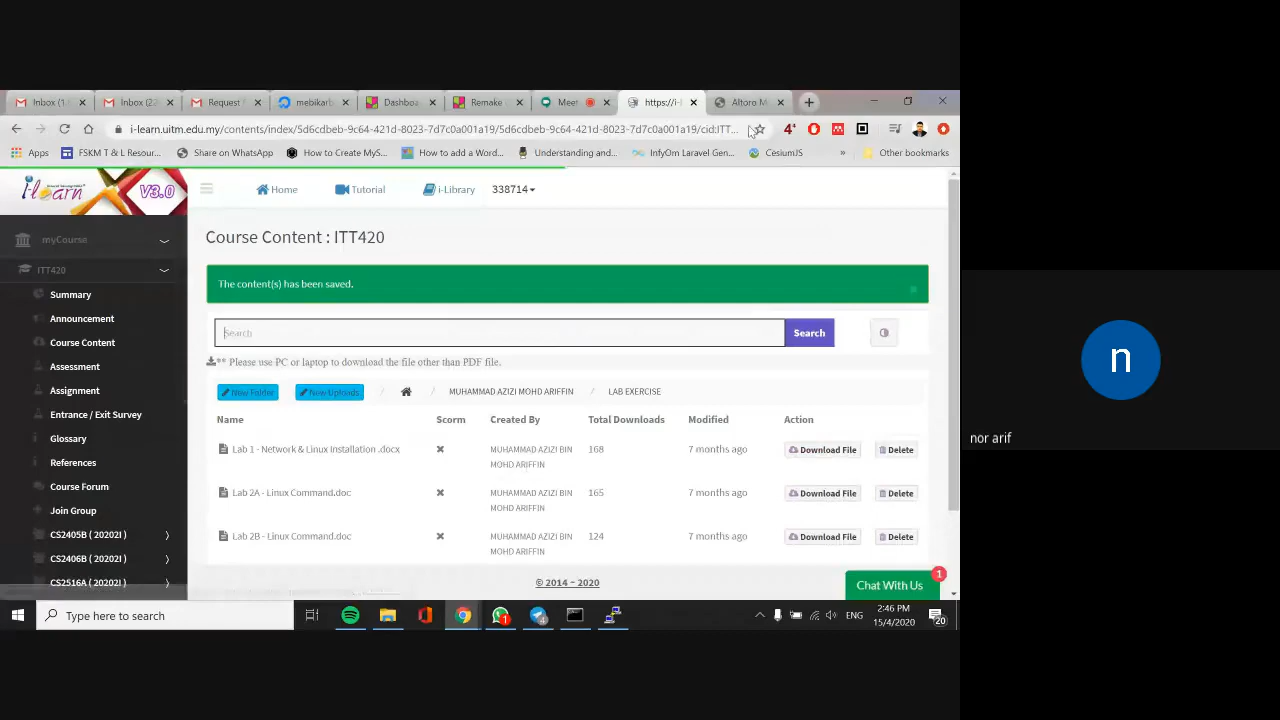 Inbox (1
Inbox (22
Request
mebikarb
Dashboa
Remake
Meet
https://i-l
Altoro M
i-learn.uitm.edu.my/contents/index/5d6cdbeb-9c64-421d-8023-7d7c0a001a19/5d6cdbeb-9c64-421d-8023-7d7c0a001a19/cid:ITT...
Apps
FSKM T & L Resour...
Share on WhatsApp
How to Create MyS...
How to add a Word...
Understanding and...
InfyOm Laravel Gen...
CesiumJS
»
Other bookmarks
i-learn V3.0
Home
Tutorial
i-Library
338714
myCourse
ITT420
Summary
Announcement
Course Content
Assessment
Assignment
Entrance / Exit Survey
Glossary
References
Course Forum
Join Group
CS2405B ( 20202I )
CS2406B ( 20202I )
CS2516A ( 20202I )
Course Content : ITT420
The content(s) has been saved.
Search
Search
** Please use PC or laptop to download the file other than PDF file.
New Folder
New Uploads
/
/ MUHAMMAD AZIZI MOHD ARIFFIN / LAB EXERCISE
Name Scorm Created By Total Downloads Modified Action
Lab 1 - Network & Linux Installation .docx MUHAMMAD AZIZI BIN MOHD ARIFFIN 168 7 months ago Download File Delete
Lab 2A - Linux Command.doc MUHAMMAD AZIZI BIN MOHD ARIFFIN 165 7 months ago Download File Delete
Lab 2B - Linux Command.doc MUHAMMAD AZIZI BIN MOHD ARIFFIN 124 7 months ago Download File Delete
© 2014 – 2020
Chat With Us
1
Type here to search
1
4
ENG
2:46 PM
15/4/2020
20
n
nor arif